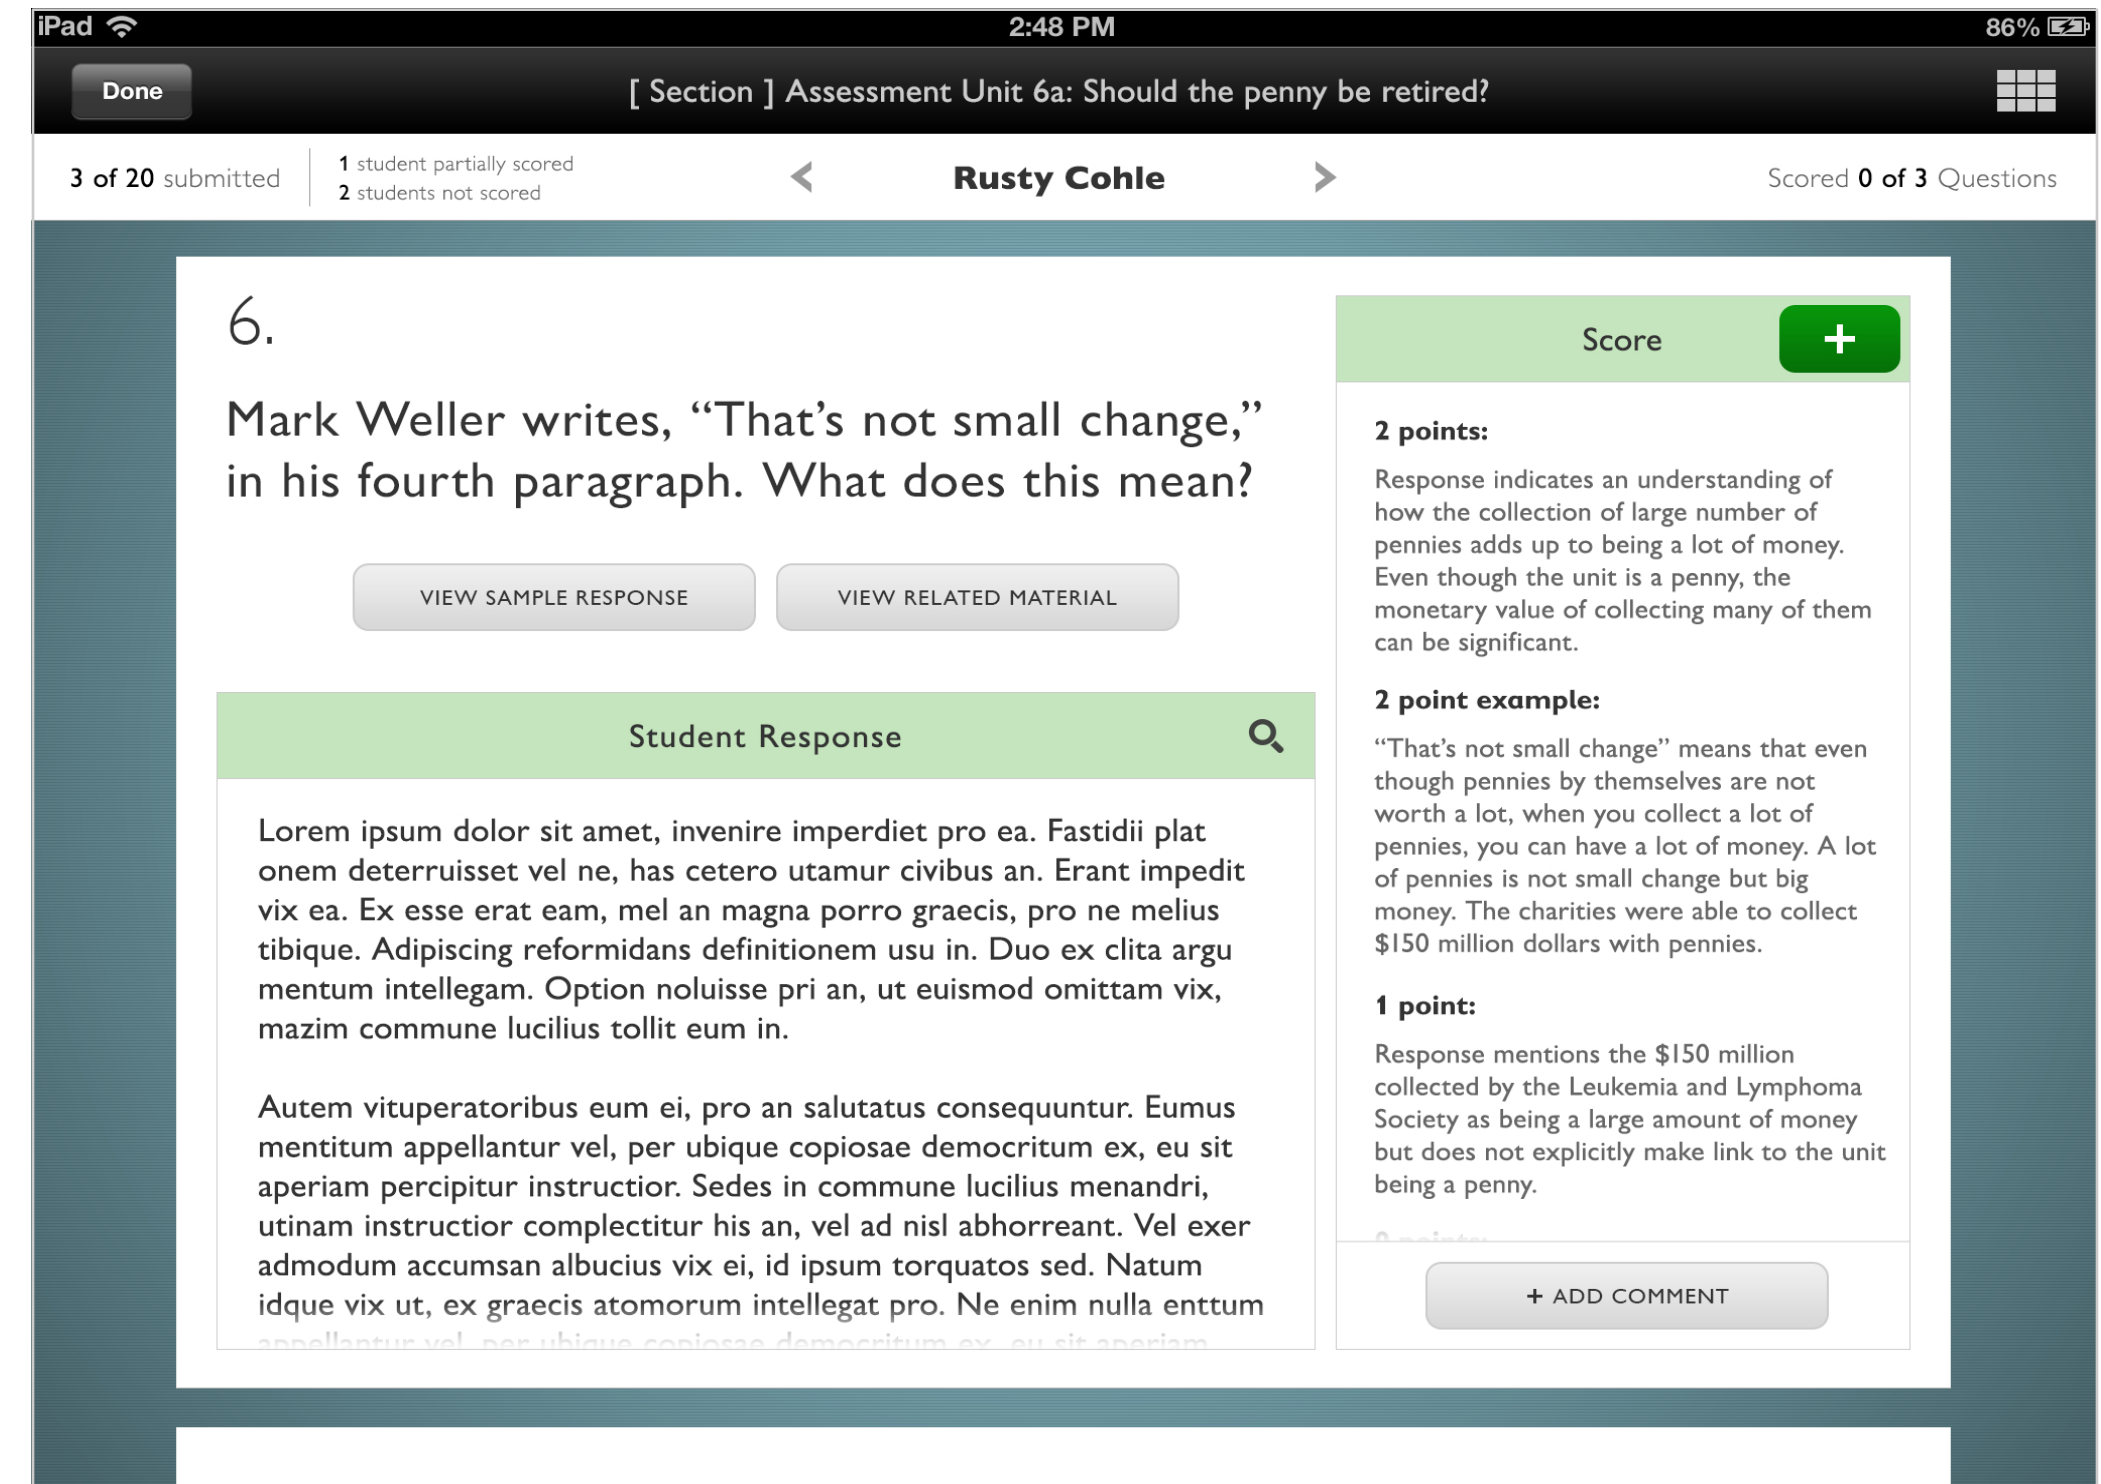 iPad
2:48 PM
86%
Done
[ Section ] Assessment Unit 6a: Should the penny be retired?
3 of 20 submitted
1 student partially scored
2 students not scored
Rusty Cohle
Scored 0 of 3 Questions
6.
Mark Weller writes, “That’s not small change,”
in his fourth paragraph. What does this mean?
VIEW SAMPLE RESPONSE
VIEW RELATED MATERIAL
Student Response
Lorem ipsum dolor sit amet, invenire imperdiet pro ea. Fastidii plat
onem deterruisset vel ne, has cetero utamur civibus an. Erant impedit
vix ea. Ex esse erat eam, mel an magna porro graecis, pro ne melius
tibique. Adipiscing reformidans definitionem usu in. Duo ex clita argu
mentum intellegam. Option noluisse pri an, ut euismod omittam vix,
mazim commune lucilius tollit eum in.
Autem vituperatoribus eum ei, pro an salutatus consequuntur. Eumus
mentitum appellantur vel, per ubique copiosae democritum ex, eu sit
aperiam percipitur instructior. Sedes in commune lucilius menandri,
utinam instructior complectitur his an, vel ad nisl abhorreant. Vel exer
admodum accumsan albucius vix ei, id ipsum torquatos sed. Natum
idque vix ut, ex graecis atomorum intellegat pro. Ne enim nulla enttum
appellantur vel, per ubique copiosae democritum ex, eu sit aperiam
Score
+
2 points:
Response indicates an understanding of
how the collection of large number of
pennies adds up to being a lot of money.
Even though the unit is a penny, the
monetary value of collecting many of them
can be significant.
2 point example:
“That’s not small change” means that even
though pennies by themselves are not
worth a lot, when you collect a lot of
pennies, you can have a lot of money. A lot
of pennies is not small change but big
money. The charities were able to collect
$150 million dollars with pennies.
1 point:
Response mentions the $150 million
collected by the Leukemia and Lymphoma
Society as being a large amount of money
but does not explicitly make link to the unit
being a penny.
0 points:
+ ADD COMMENT